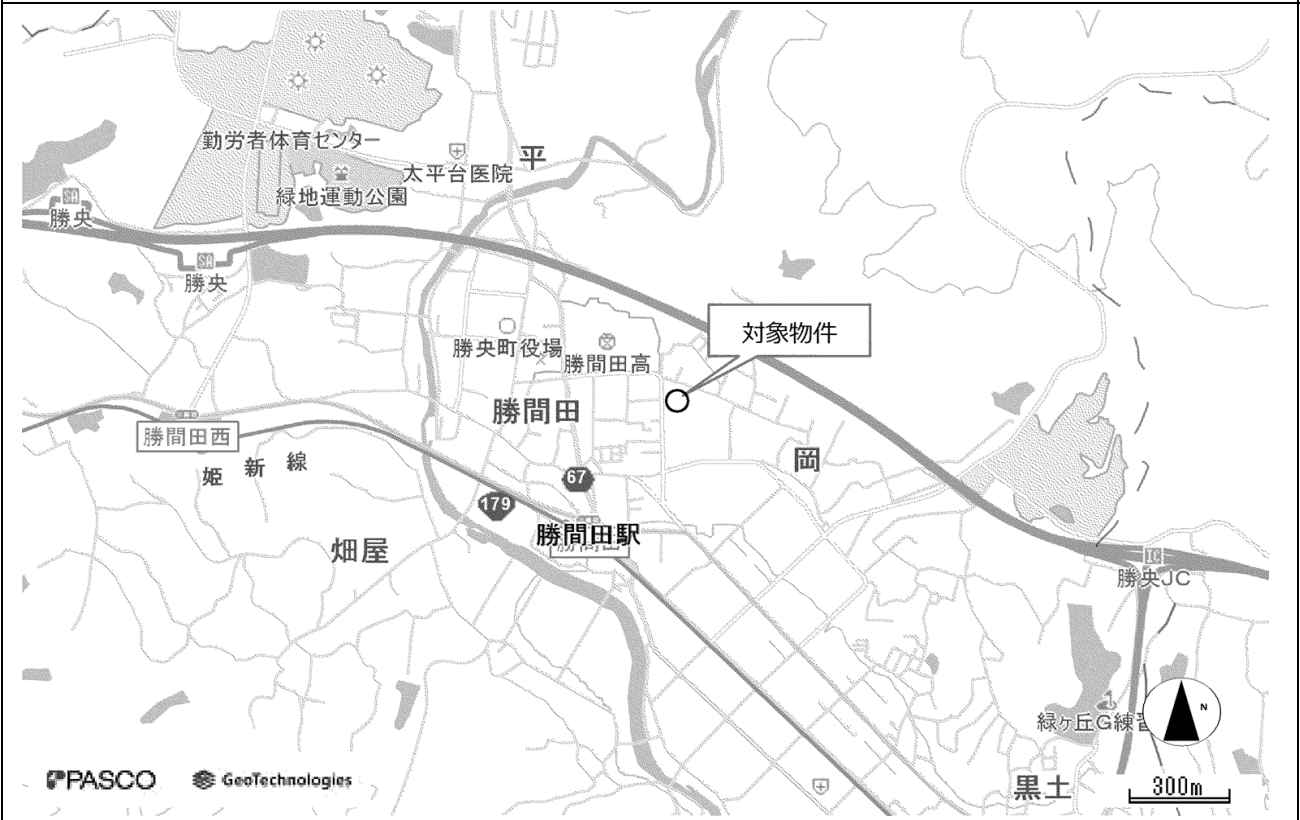 勤労者体育センター
太平台医院
平
緑地運動公園
SA
勝央
SA
勝央
対象物件
勝央町役場
勝間田高
勝間田
勝間田西
姫新線
岡
67
179
勝間田駅
畑屋
IC
勝央JC
緑ヶ丘G練習
N
黒土
300m
PASCO
GeoTechnologies